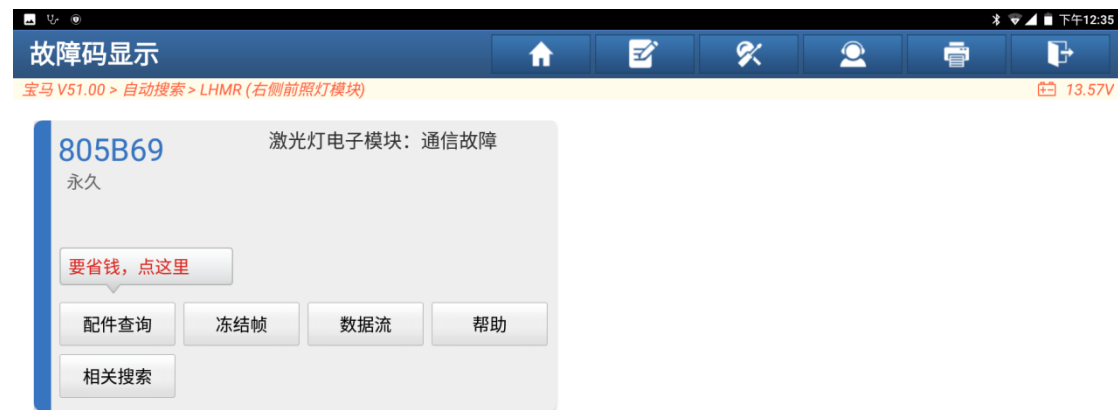 下午12:35
故障码显示
宝马 V51.00 > 自动搜索 > LHMR (右侧前照灯模块)
13.57V
805B69
激光灯电子模块：通信故障
永久
要省钱，点这里
配件查询
冻结帧
数据流
帮助
相关搜索